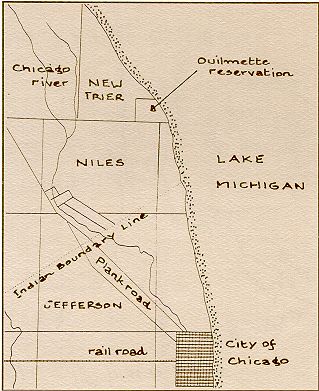 Ouilmette
reservation
Chicago
river
NEW
TRIER
NILES
LAKE
MICHIGAN
Indian Boundary Line
Plank road
JEFFERSON
City of
Chicago
rail road